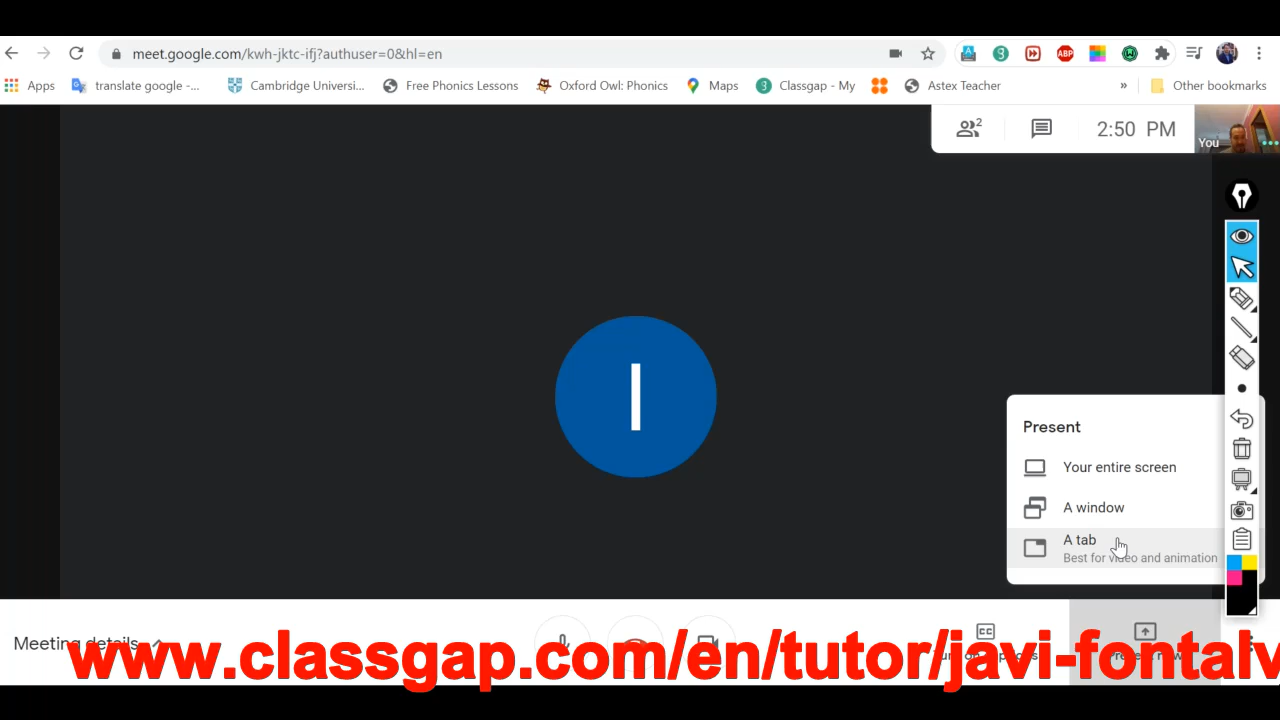 meet.google.com/kwh-jktc-ifj?authuser=0&hl=en
ABP
Apps
translate google -...
Cambridge Universi...
Free Phonics Lessons
Oxford Owl: Phonics
Maps
Classgap - My
Astex Teacher
»
Other bookmarks
2
2:50 PM
You
I
Present
Your entire screen
A window
A tab
Best for video and animation
Meeting details
CC
www.classgap.com/en/tutor/javi-fontalv